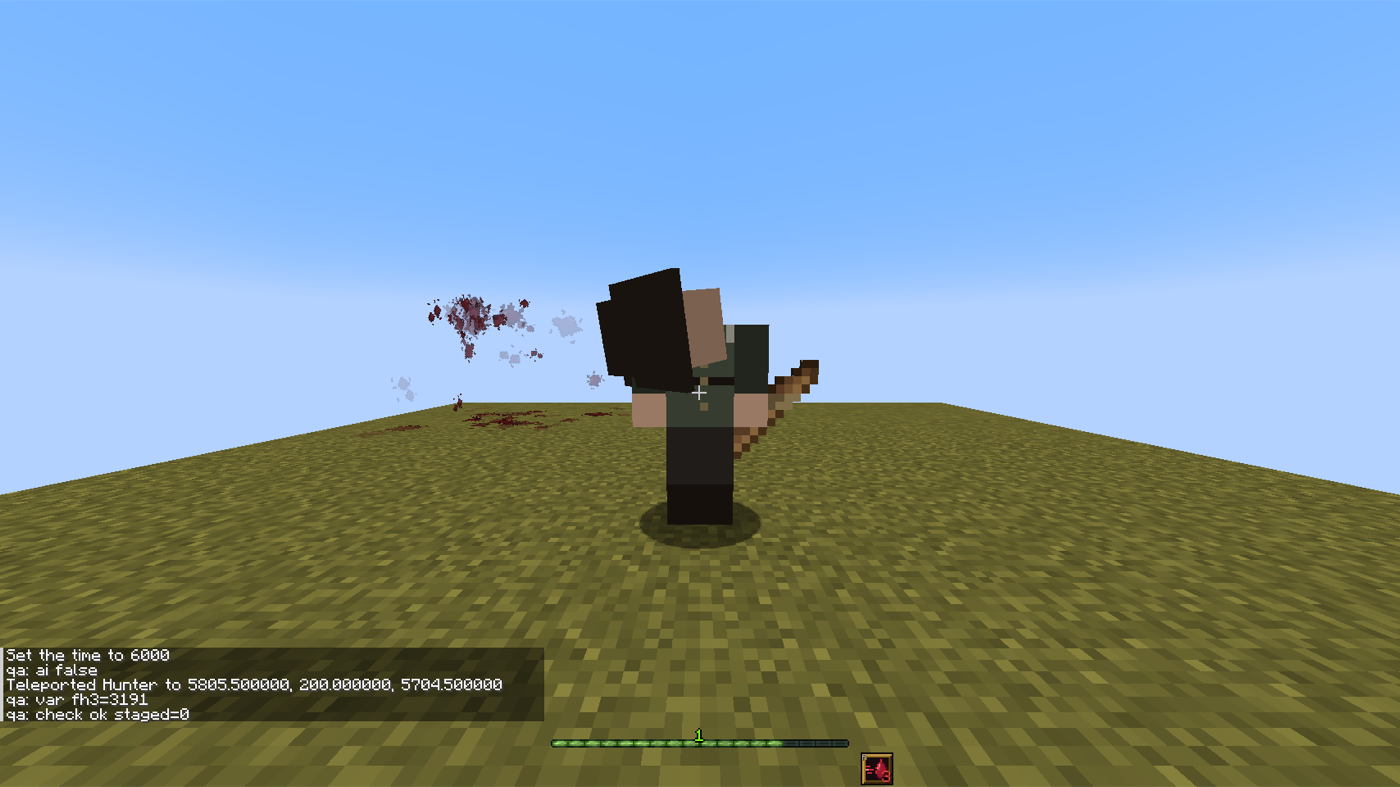 Set the time to 6000
qa: ai false
Teleported Hunter to 5805.500000, 200.000000, 5704.500000
qa: var fh3=3191
qa: check ok staged=0
1
3